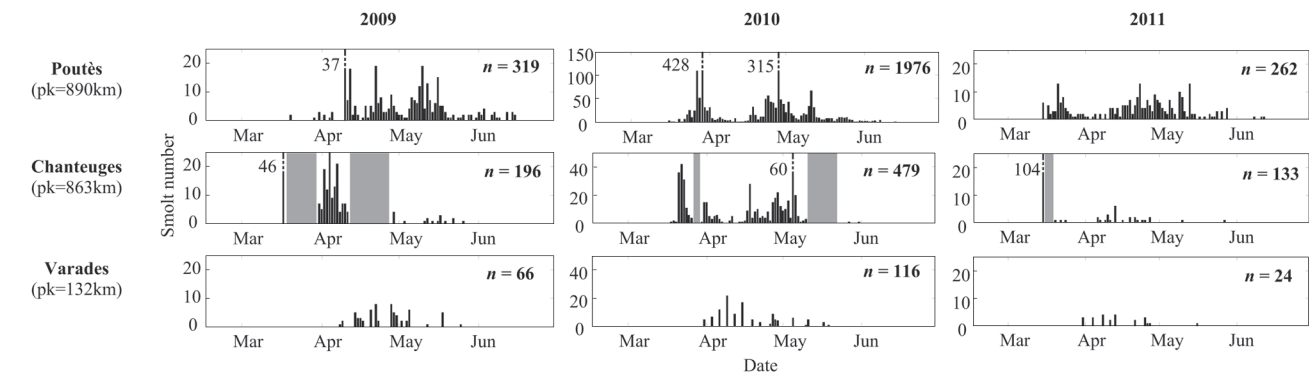 2009 2010 2011
Poutès
(pk=890km)
20
10
0
37
n = 319
Mar Apr May Jun
150
100
50
0
428
315
n = 1976
Mar Apr May Jun
20
10
0
n = 262
Mar Apr May Jun
Smolt number
Chanteuges
(pk=863km)
20
10
0
46
n = 196
Mar Apr May Jun
40
20
0
60
n = 479
Mar Apr May Jun
20
10
0
104
n = 133
Mar Apr May Jun
Varades
(pk=132km)
20
10
0
n = 66
Mar Apr May Jun
40
20
0
n = 116
Mar Apr May Jun
20
10
0
n = 24
Mar Apr May Jun
Date